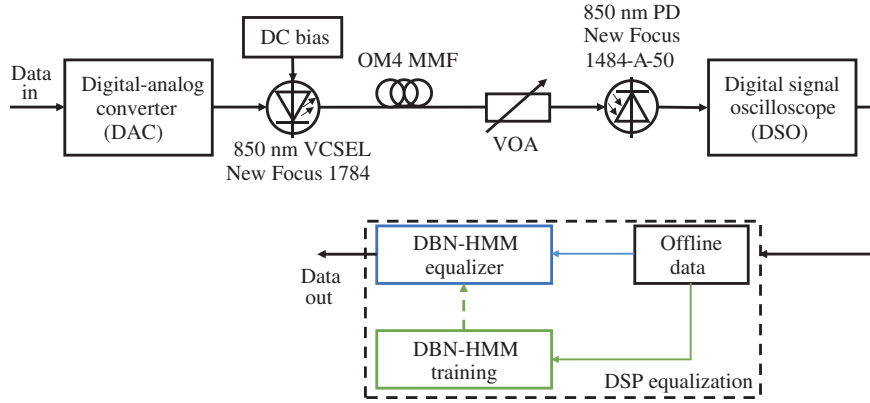 Data
in
Digital-analog
converter
(DAC)
DC bias
850 nm VCSEL
New Focus 1784
OM4 MMF
VOA
850 nm PD
New Focus
1484-A-50
Digital signal
oscilloscope
(DSO)
Data
out
DBN-HMM
equalizer
Offline
data
DBN-HMM
training
DSP equalization